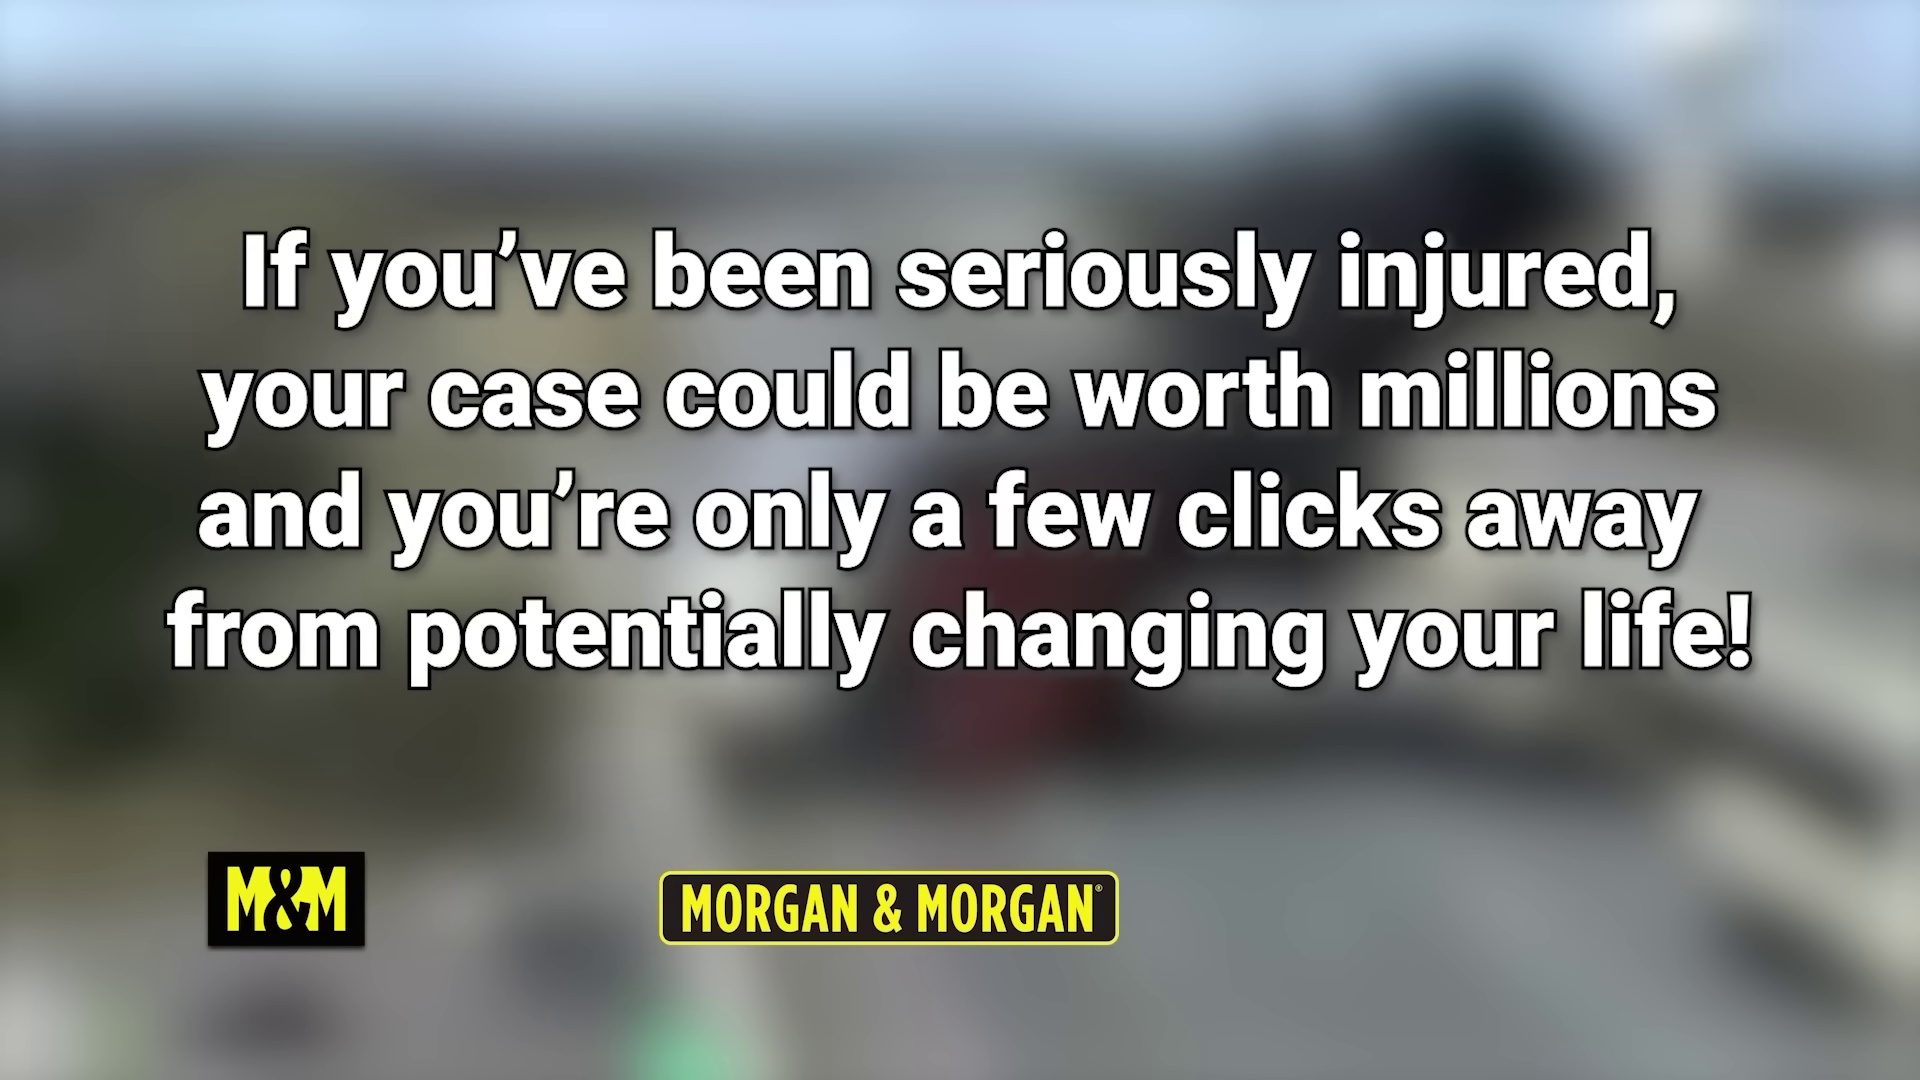 If you’ve been seriously injured,
your case could be worth millions
and you’re only a few clicks away
from potentially changing your life!
M&M
MORGAN & MORGAN®